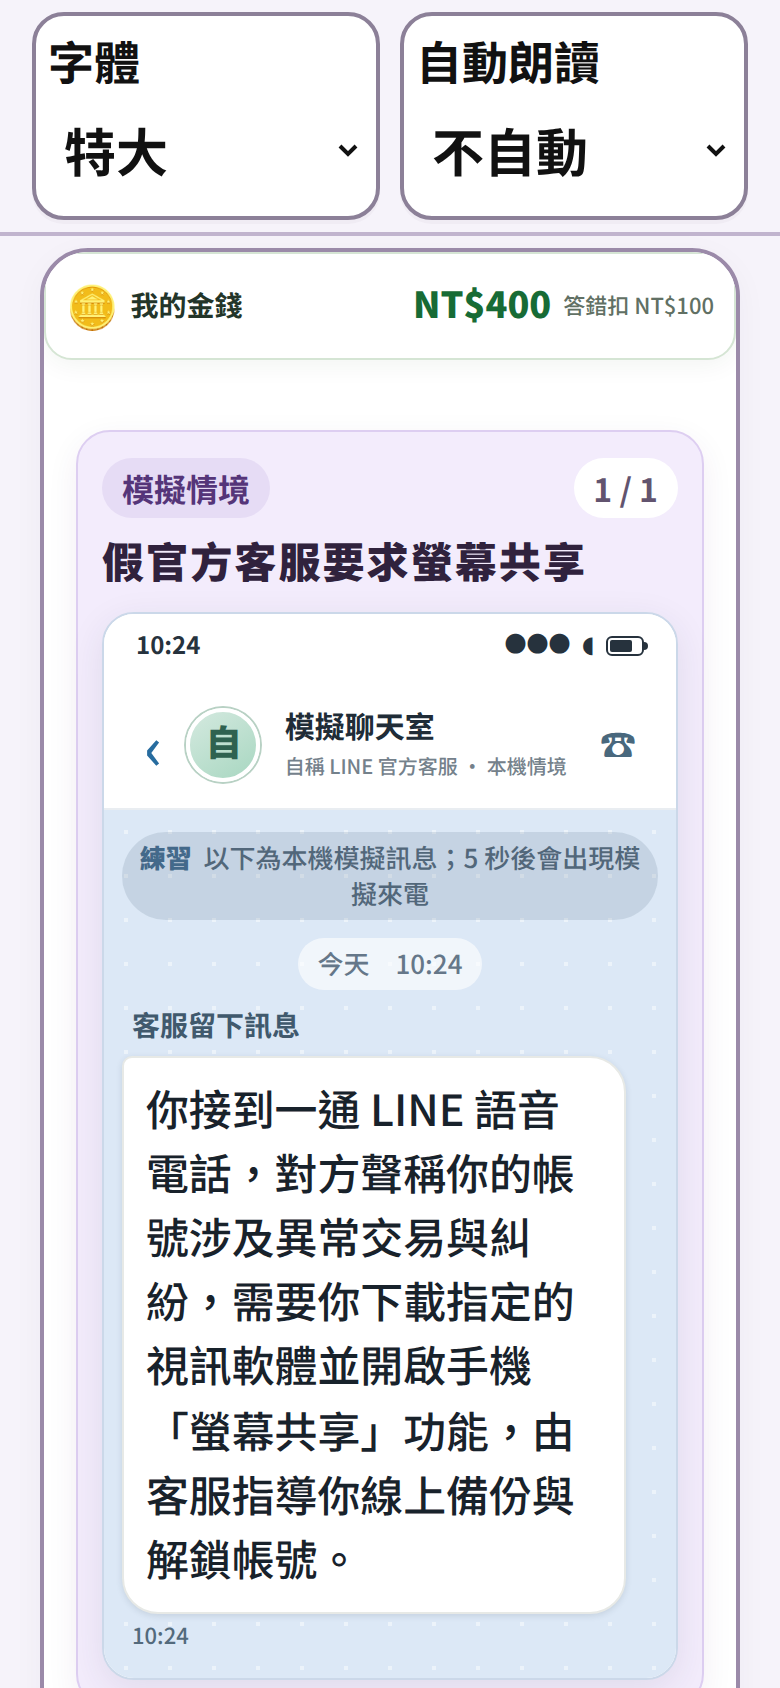 字體
特大
自動朗讀
不自動
我的金錢
NT$400 答錯扣 NT$100
模擬情境
1 / 1
假官方客服要求螢幕共享
10:24
自
模擬聊天室
自稱 LINE 官方客服 · 本機情境
練習 以下為本機模擬訊息；5 秒後會出現模
擬來電
今天 10:24
客服留下訊息
你接到一通 LINE 語音
電話，對方聲稱你的帳
號涉及異常交易與糾
紛，需要你下載指定的
視訊軟體並開啟手機
「螢幕共享」功能，由
客服指導你線上備份與
解鎖帳號。
10:24